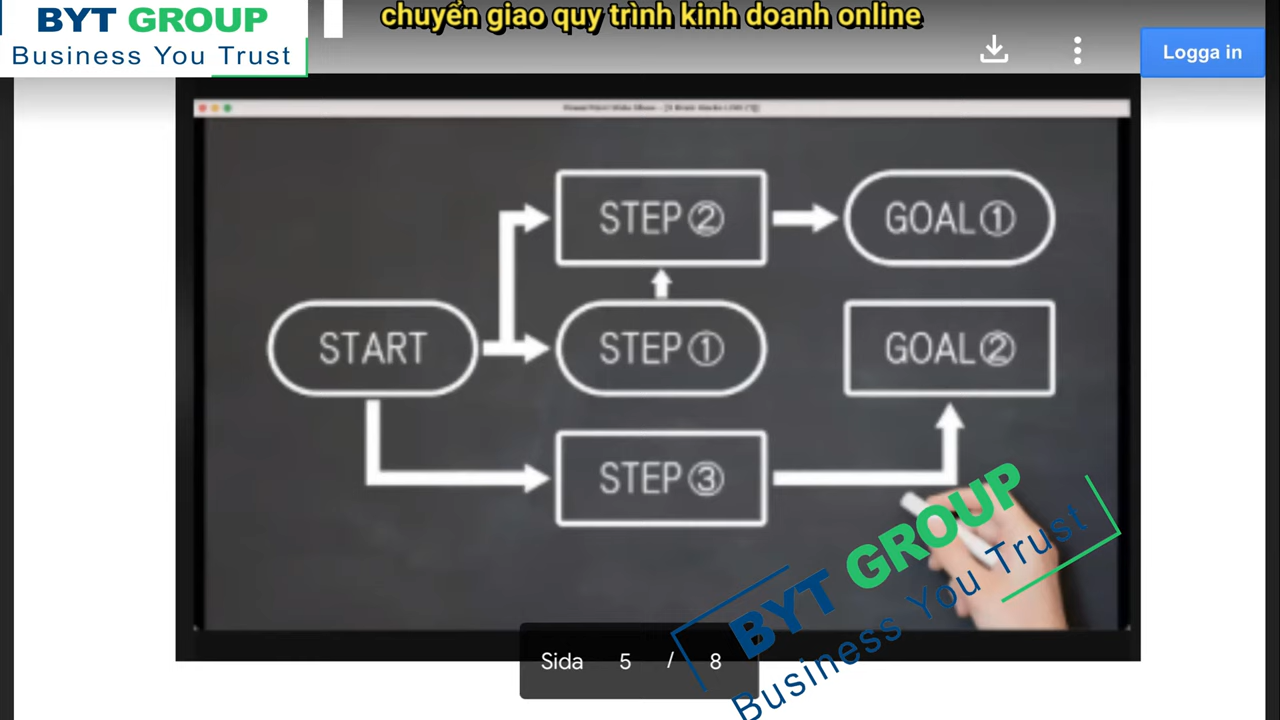 BYT GROUP
Business You Trust
chuyển giao quy trình kinh doanh online
Logga in
STEP②
GOAL①
START
STEP①
GOAL②
STEP③
BYT GROUP
Business You Trust
Sida 5 / 8